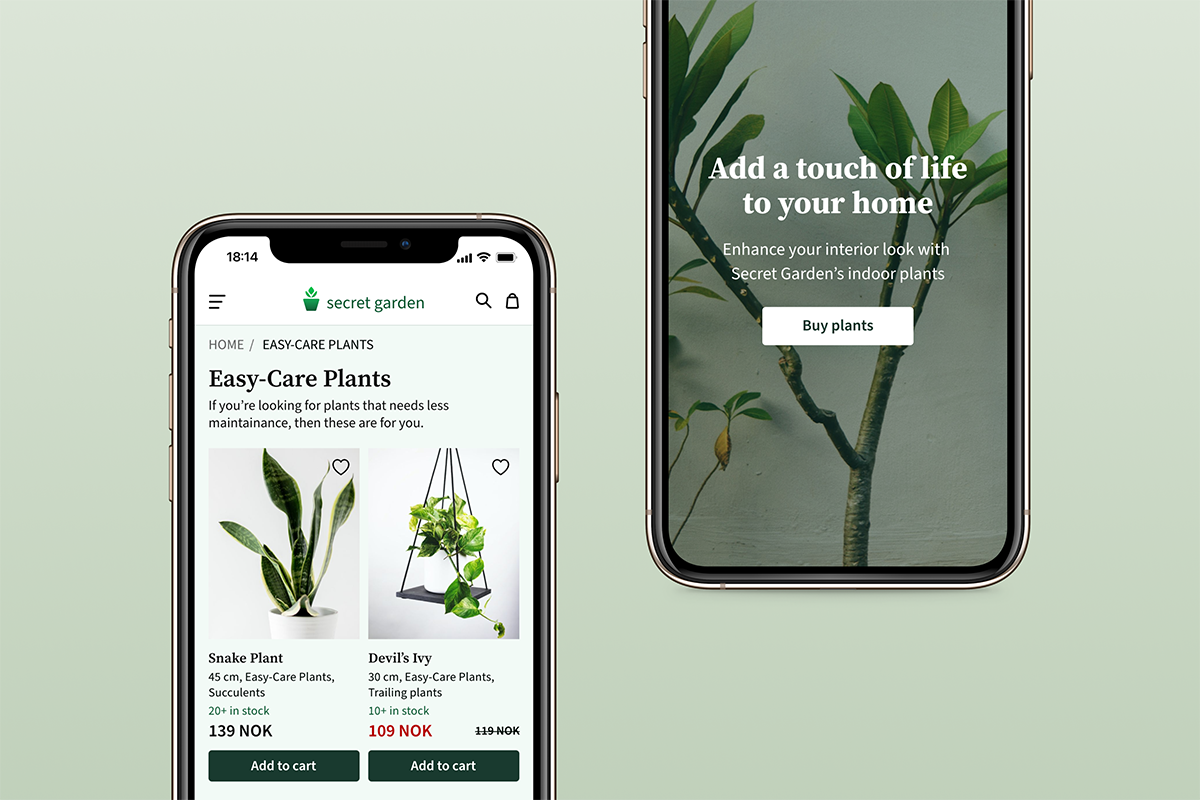 18:14
secret garden
HOME / EASY-CARE PLANTS
Easy-Care Plants
If you’re looking for plants that needs less
maintainance, then these are for you.
Snake Plant
45 cm, Easy-Care Plants,
Succulents
20+ in stock
139 NOK
Add to cart
Devil’s Ivy
30 cm, Easy-Care Plants,
Trailing plants
10+ in stock
109 NOK 119 NOK
Add to cart
Add a touch of life
to your home
Enhance your interior look with
Secret Garden’s indoor plants
Buy plants